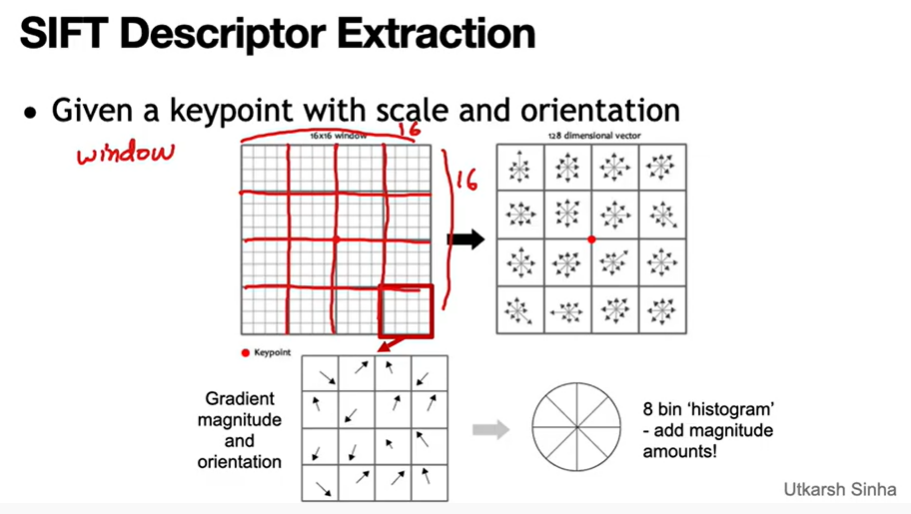 SIFT Descriptor Extraction
• Given a keypoint with scale and orientation
window
16x16 window
16
16
128 dimensional vector
Keypoint
Gradient
magnitude
and
orientation
8 bin ‘histogram’
- add magnitude
amounts!
Utkarsh Sinha